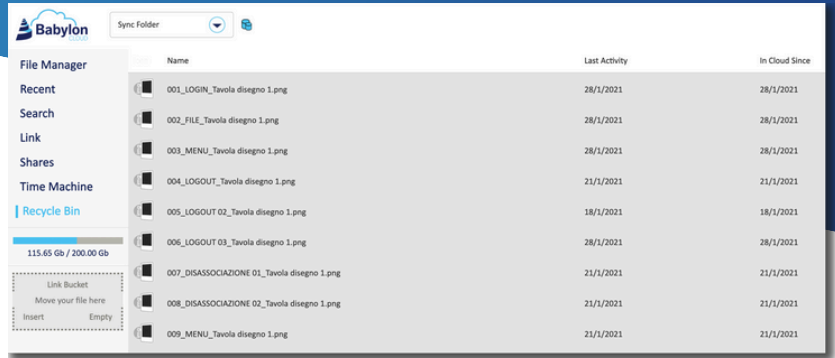 Babylon
CLOUD
Sync Folder
File Manager
Recent
Search
Link
Shares
Time Machine
Recycle Bin
115.65 Gb / 200.00 Gb
Link Bucket
Move your file here
Insert Empty
Name Last Activity In Cloud Since
001_LOGIN_Tavola disegno 1.png 28/1/2021 28/1/2021
002_FILE_Tavola disegno 1.png 28/1/2021 28/1/2021
003_MENU_Tavola disegno 1.png 28/1/2021 28/1/2021
004_LOGOUT_Tavola disegno 1.png 21/1/2021 21/1/2021
005_LOGOUT 02_Tavola disegno 1.png 18/1/2021 18/1/2021
006_LOGOUT 03_Tavola disegno 1.png 28/1/2021 28/1/2021
007_DISASSOCIAZIONE 01_Tavola disegno 1.png 21/1/2021 21/1/2021
008_DISASSOCIAZIONE 02_Tavola disegno 1.png 21/1/2021 21/1/2021
009_MENU_Tavola disegno 1.png 21/1/2021 21/1/2021